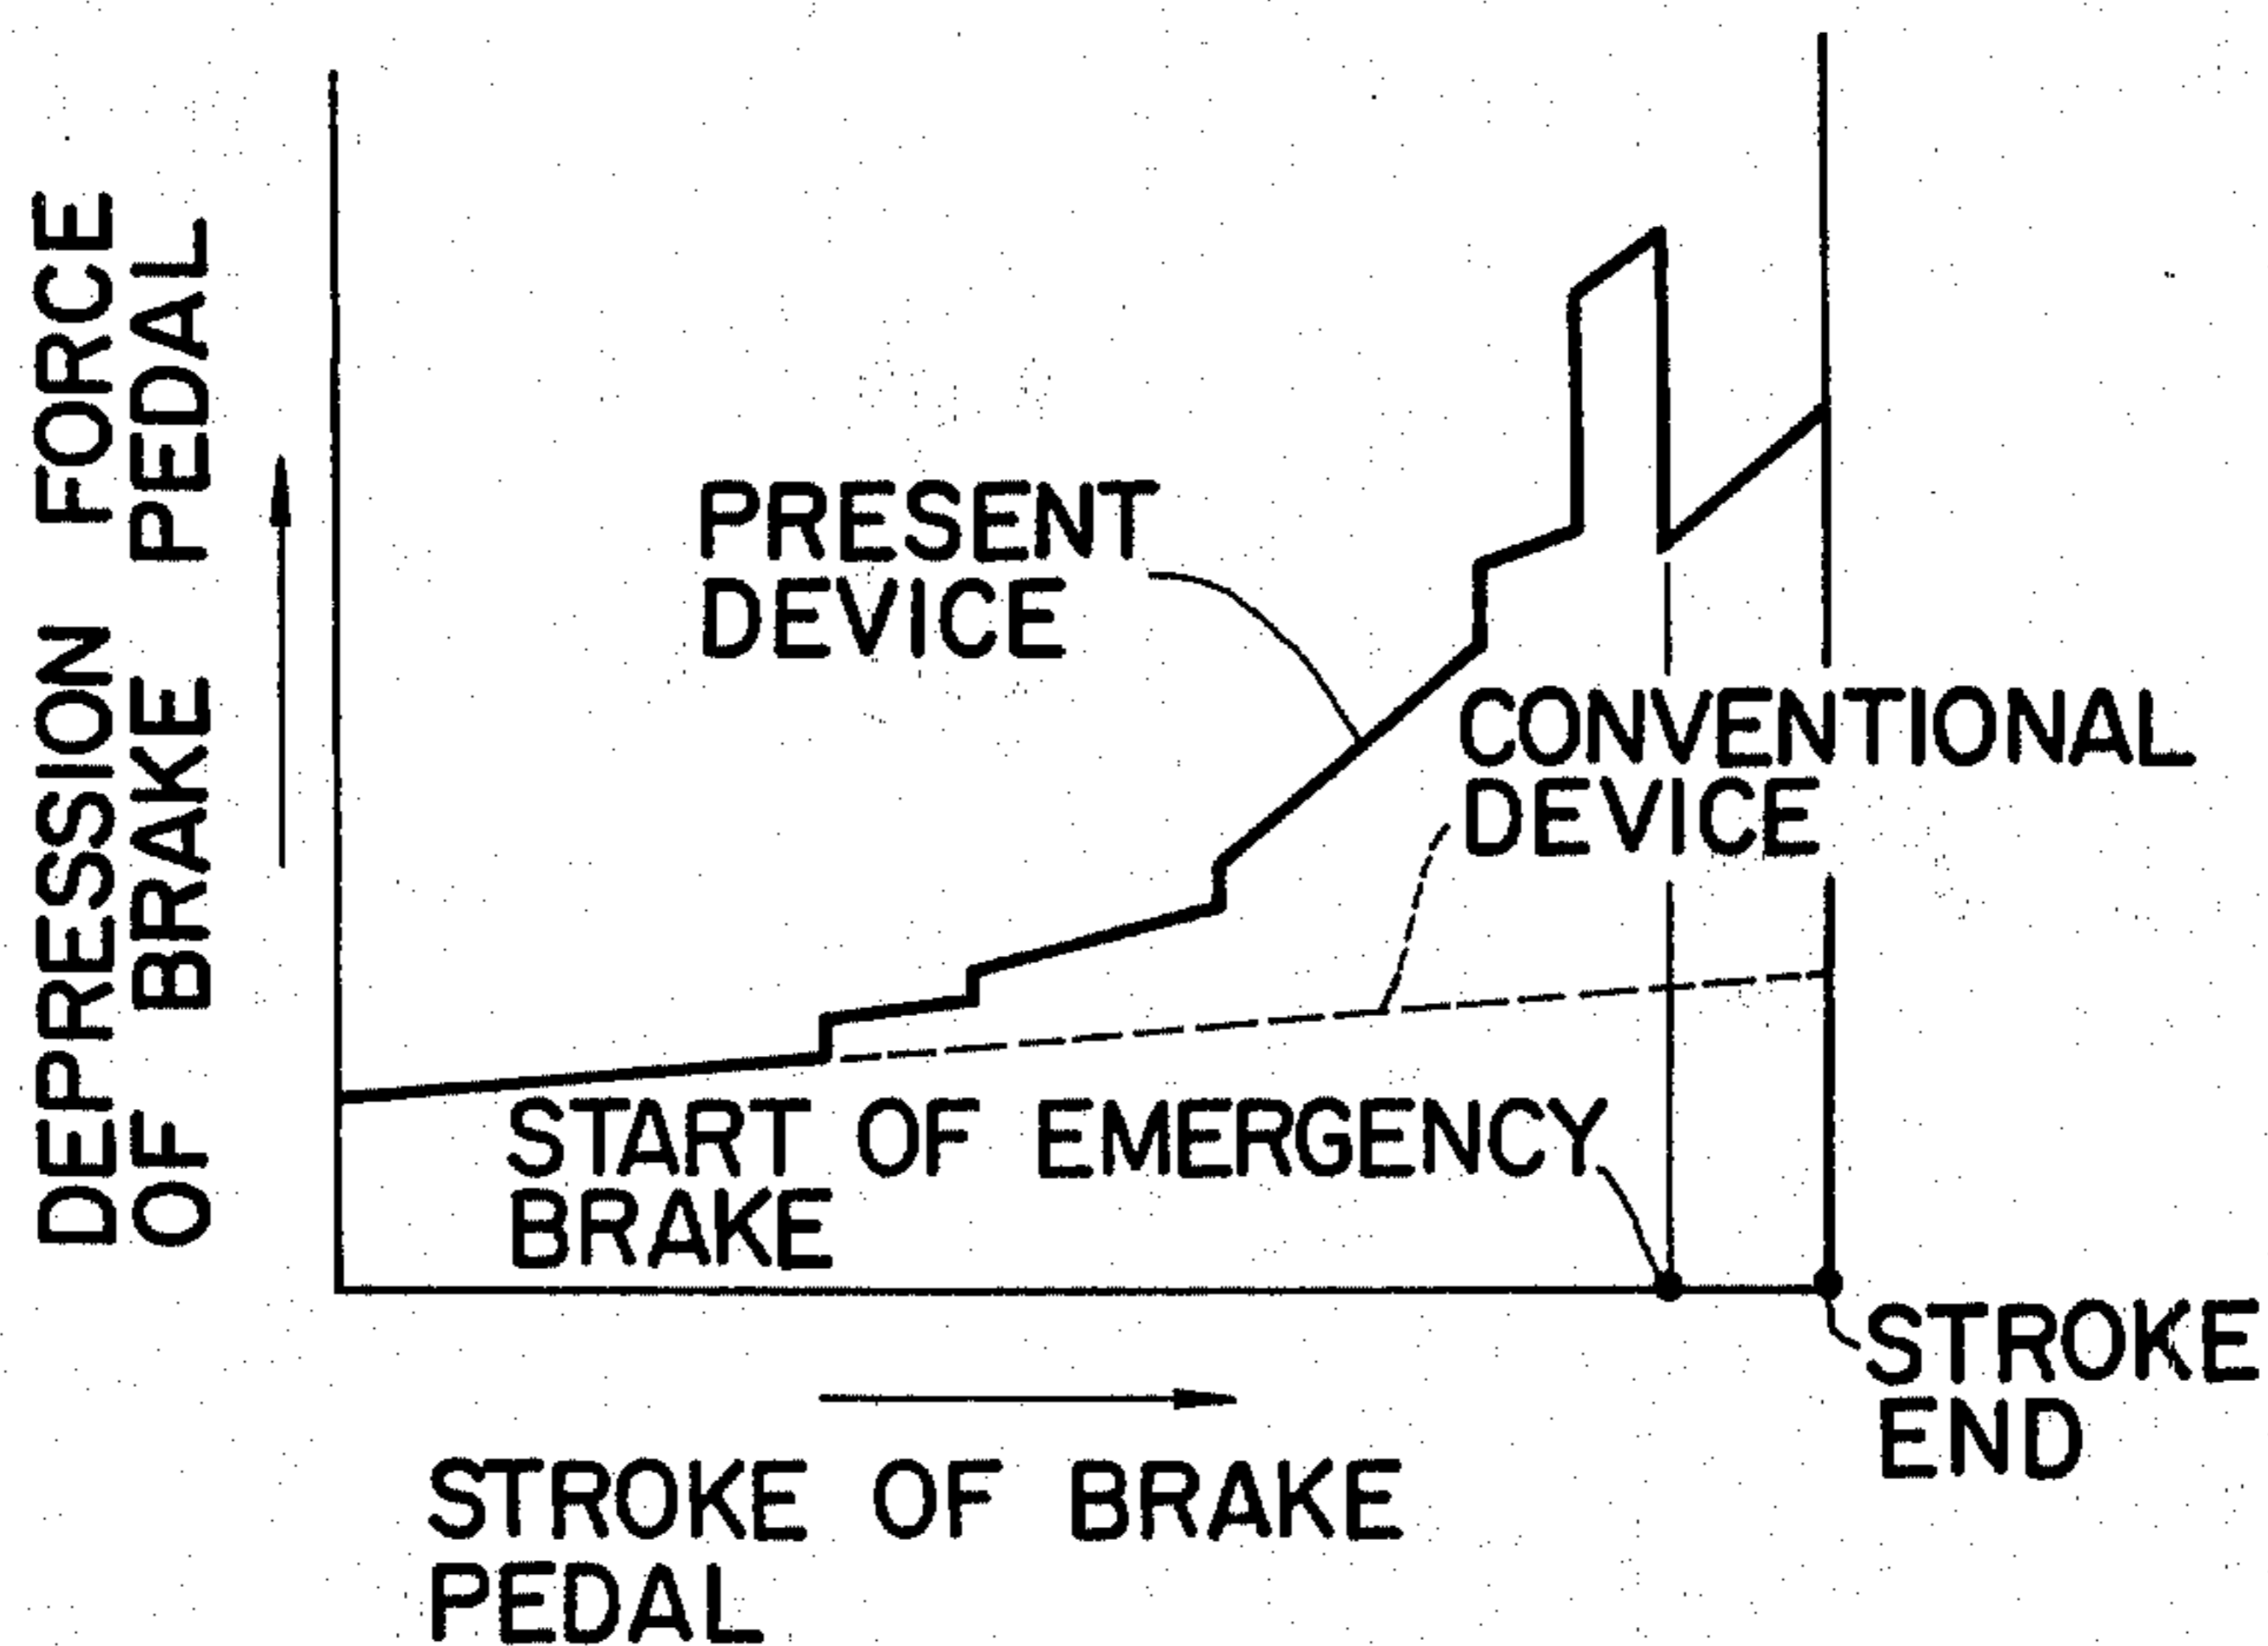 DEPRESSION FORCE
OF BRAKE PEDAL
PRESENT
DEVICE
CONVENTIONAL
DEVICE
START OF EMERGENCY
BRAKE
STROKE
END
STROKE OF BRAKE
PEDAL